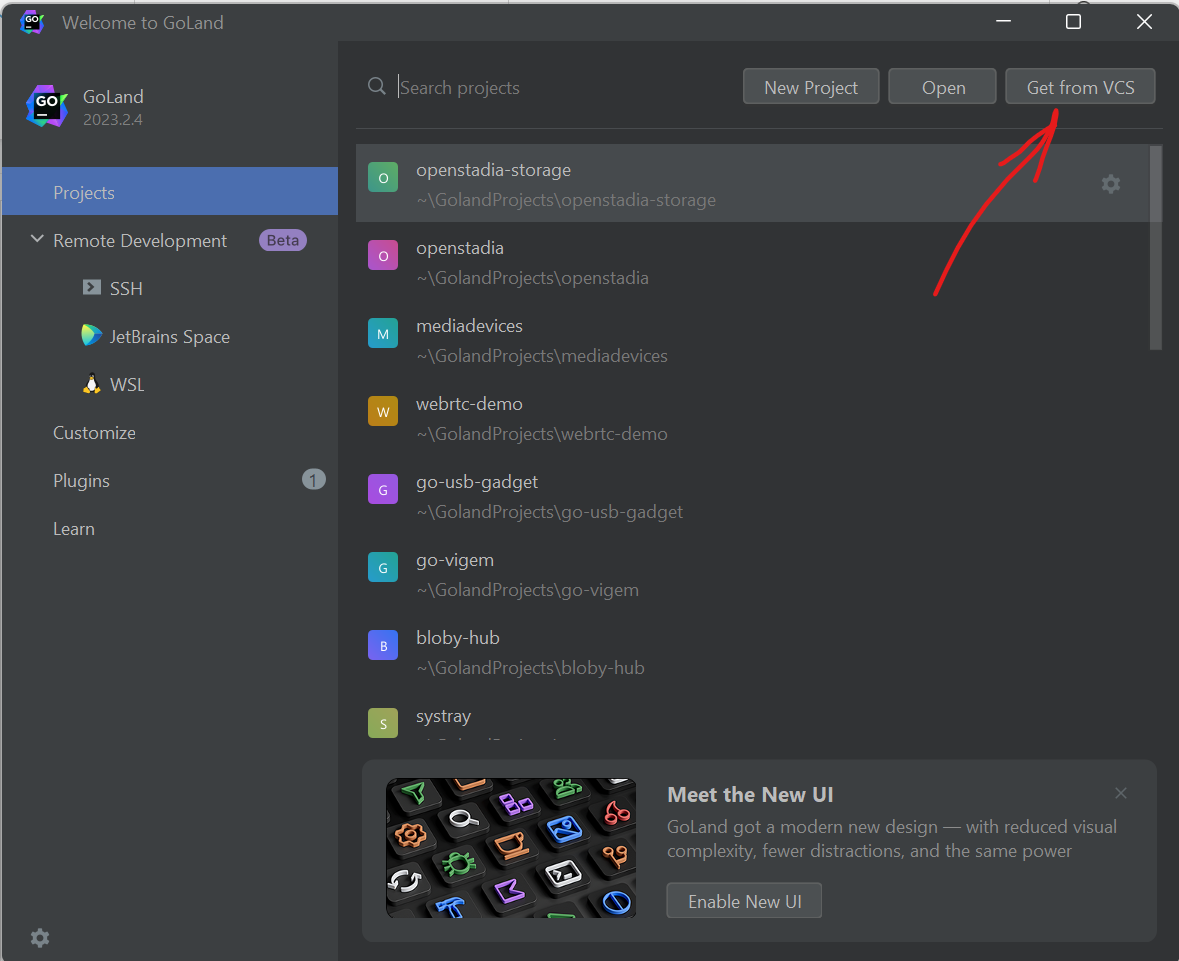 GO Welcome to GoLand
GO GoLand
2023.2.4
Projects
Remote Development Beta
SSH
JetBrains Space
WSL
Customize
Plugins 1
Learn
Search projects New Project Open Get from VCS
O openstadia-storage
~\GolandProjects\openstadia-storage
O openstadia
~\GolandProjects\openstadia
M mediadevices
~\GolandProjects\mediadevices
W webrtc-demo
~\GolandProjects\webrtc-demo
G go-usb-gadget
~\GolandProjects\go-usb-gadget
G go-vigem
~\GolandProjects\go-vigem
B bloby-hub
~\GolandProjects\bloby-hub
S systray
Meet the New UI
GoLand got a modern new design — with reduced visual
complexity, fewer distractions, and the same power
Enable New UI